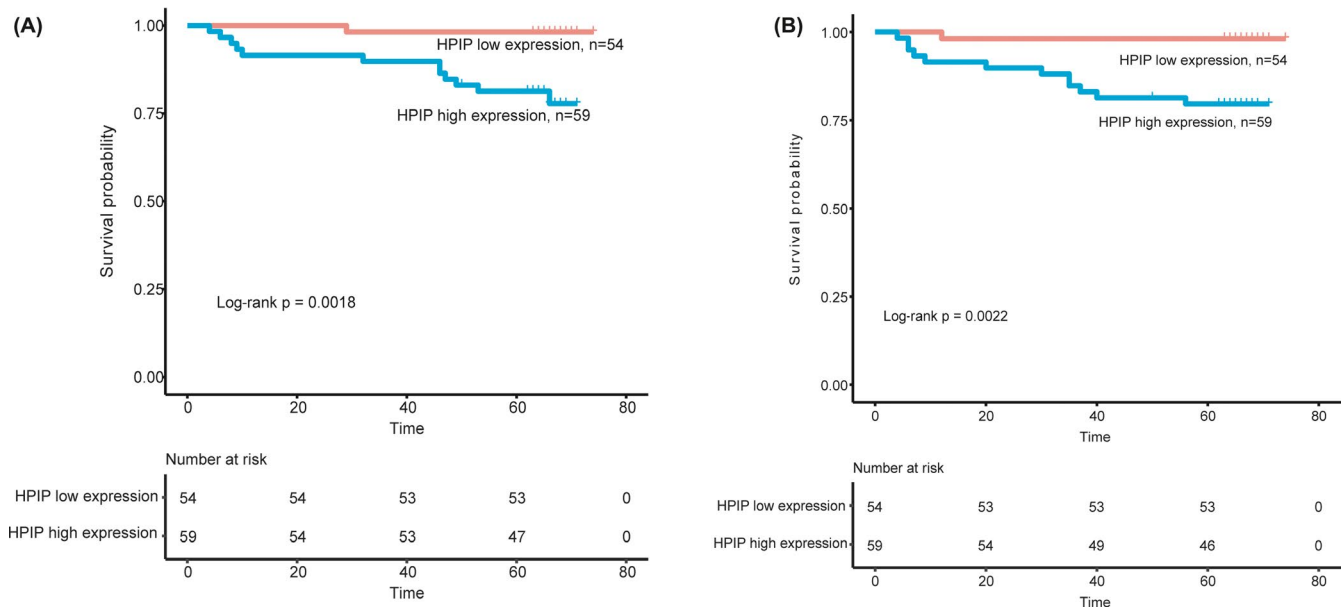 (A)
1.00
HPIP low expression, n=54
0.75
HPIP high expression, n=59
Survival probability
0.50
0.25
Log-rank p = 0.0018
0.00
0 20 40 60 80
Time
Number at risk
HPIP low expression 54 54 53 53 0
HPIP high expression 59 54 53 47 0
0 20 40 60 80
Time
(B)
1.00
HPIP low expression, n=54
0.75
HPIP high expression, n=59
Survival probability
0.50
0.25
Log-rank p = 0.0022
0.00
0 20 40 60 80
Time
Number at risk
HPIP low expression 54 53 53 53 0
HPIP high expression 59 54 49 46 0
0 20 40 60 80
Time